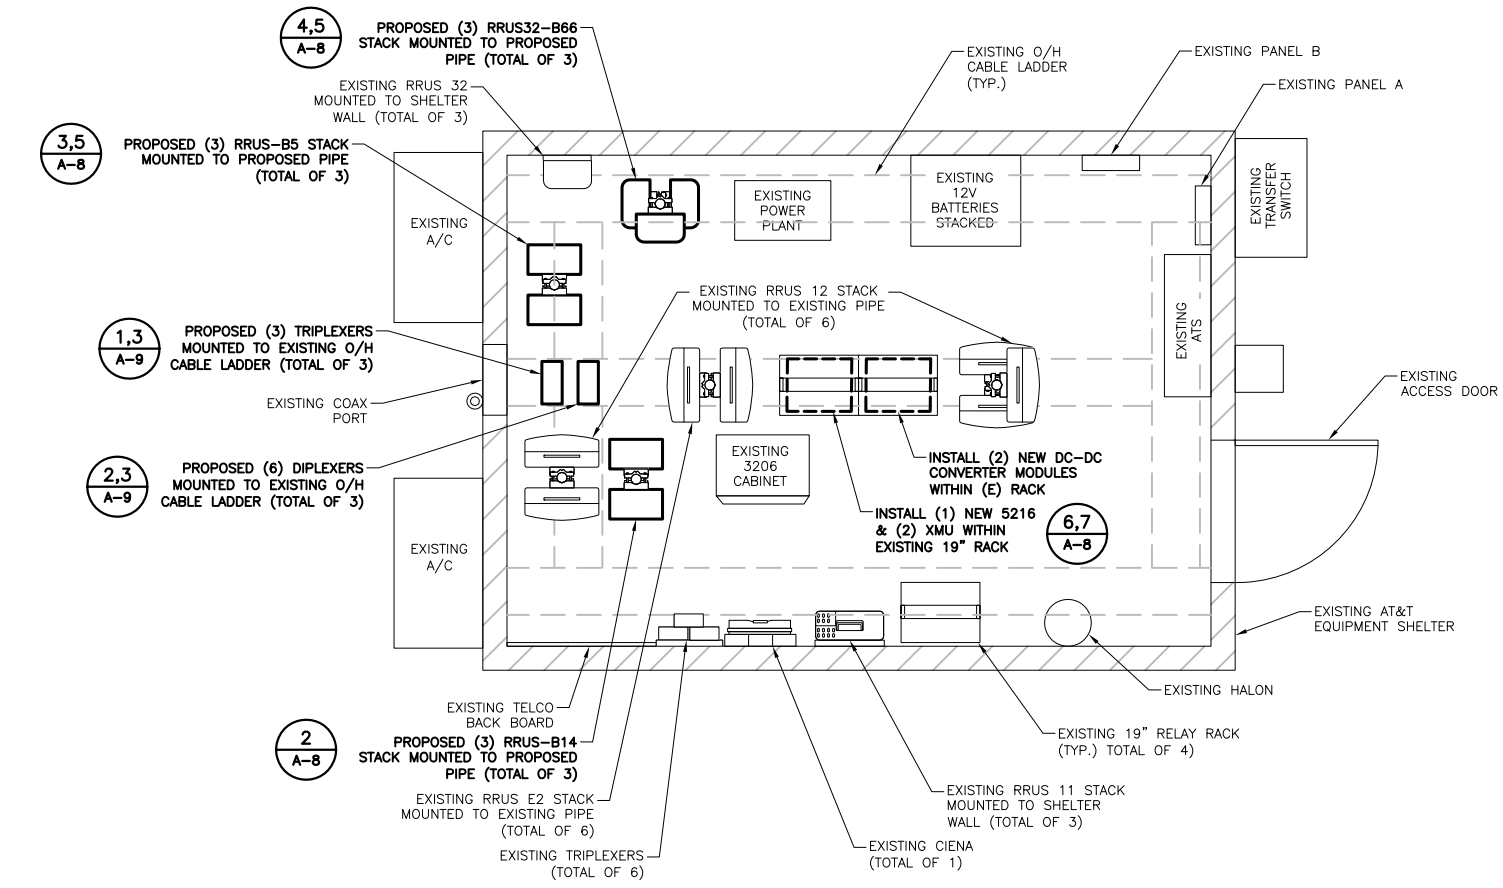 4,5
A-8
PROPOSED (3) RRUS32-B66
STACK MOUNTED TO PROPOSED
PIPE (TOTAL OF 3)
EXISTING RRUS 32
MOUNTED TO SHELTER
WALL (TOTAL OF 3)
3,5
A-8
PROPOSED (3) RRUS-B5 STACK
MOUNTED TO PROPOSED PIPE
(TOTAL OF 3)
EXISTING O/H
CABLE LADDER
(TYP.)
EXISTING PANEL B
EXISTING PANEL A
EXISTING
A/C
EXISTING
POWER
PLANT
EXISTING
12V
BATTERIES
STACKED
EXISTING
TRANSFER
SWITCH
EXISTING RRUS 12 STACK
MOUNTED TO EXISTING PIPE
(TOTAL OF 6)
EXISTING
ATS
1,3
A-9
PROPOSED (3) TRIPLEXERS
MOUNTED TO EXISTING O/H
CABLE LADDER (TOTAL OF 3)
EXISTING COAX
PORT
EXISTING
ACCESS DOOR
2,3
A-9
PROPOSED (6) DIPLEXERS
MOUNTED TO EXISTING O/H
CABLE LADDER (TOTAL OF 3)
EXISTING
3206
CABINET
INSTALL (2) NEW DC-DC
CONVERTER MODULES
WITHIN (E) RACK
INSTALL (1) NEW 5216
& (2) XMU WITHIN
EXISTING 19" RACK
6,7
A-8
EXISTING
A/C
EXISTING AT&T
EQUIPMENT SHELTER
EXISTING HALON
EXISTING TELCO
BACK BOARD
2
A-8
PROPOSED (3) RRUS-B14
STACK MOUNTED TO PROPOSED
PIPE (TOTAL OF 3)
EXISTING 19" RELAY RACK
(TYP.) TOTAL OF 4)
EXISTING RRUS E2 STACK
MOUNTED TO EXISTING PIPE
(TOTAL OF 6)
EXISTING RRUS 11 STACK
MOUNTED TO SHELTER
WALL (TOTAL OF 3)
EXISTING TRIPLEXERS
(TOTAL OF 6)
EXISTING CIENA
(TOTAL OF 1)